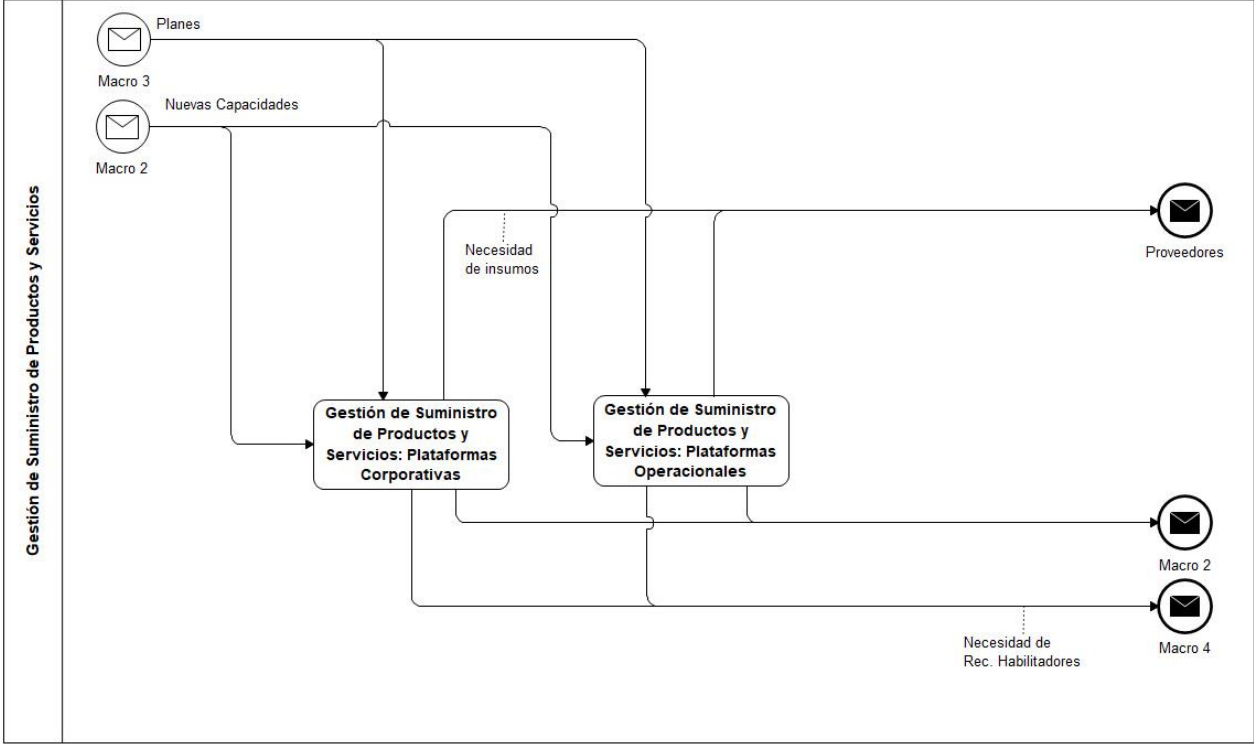 Gestión de Suministro de Productos y Servicios
Planes
Macro 3
Nuevas Capacidades
Macro 2
Necesidad
de insumos
Proveedores
Gestión de Suministro
de Productos y
Servicios: Plataformas
Corporativas
Gestión de Suministro
de Productos y
Servicios: Plataformas
Operacionales
Macro 2
Necesidad de
Rec. Habilitadores
Macro 4